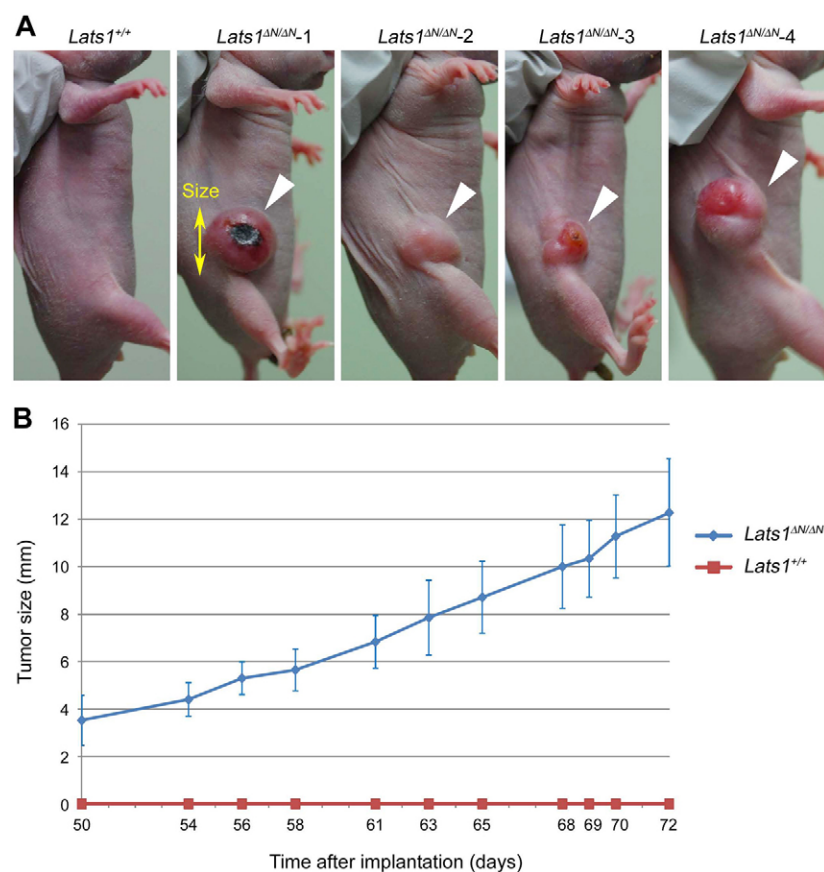 A
Lats1+/+
Lats1ΔN/ΔN-1
Lats1ΔN/ΔN-2
Lats1ΔN/ΔN-3
Lats1ΔN/ΔN-4
Size
B
16
14
12
10
8
6
4
2
0
Tumor size (mm)
50 54 56 58 61 63 65 68 69 70 72
Time after implantation (days)
Lats1ΔN/ΔN
Lats1+/+